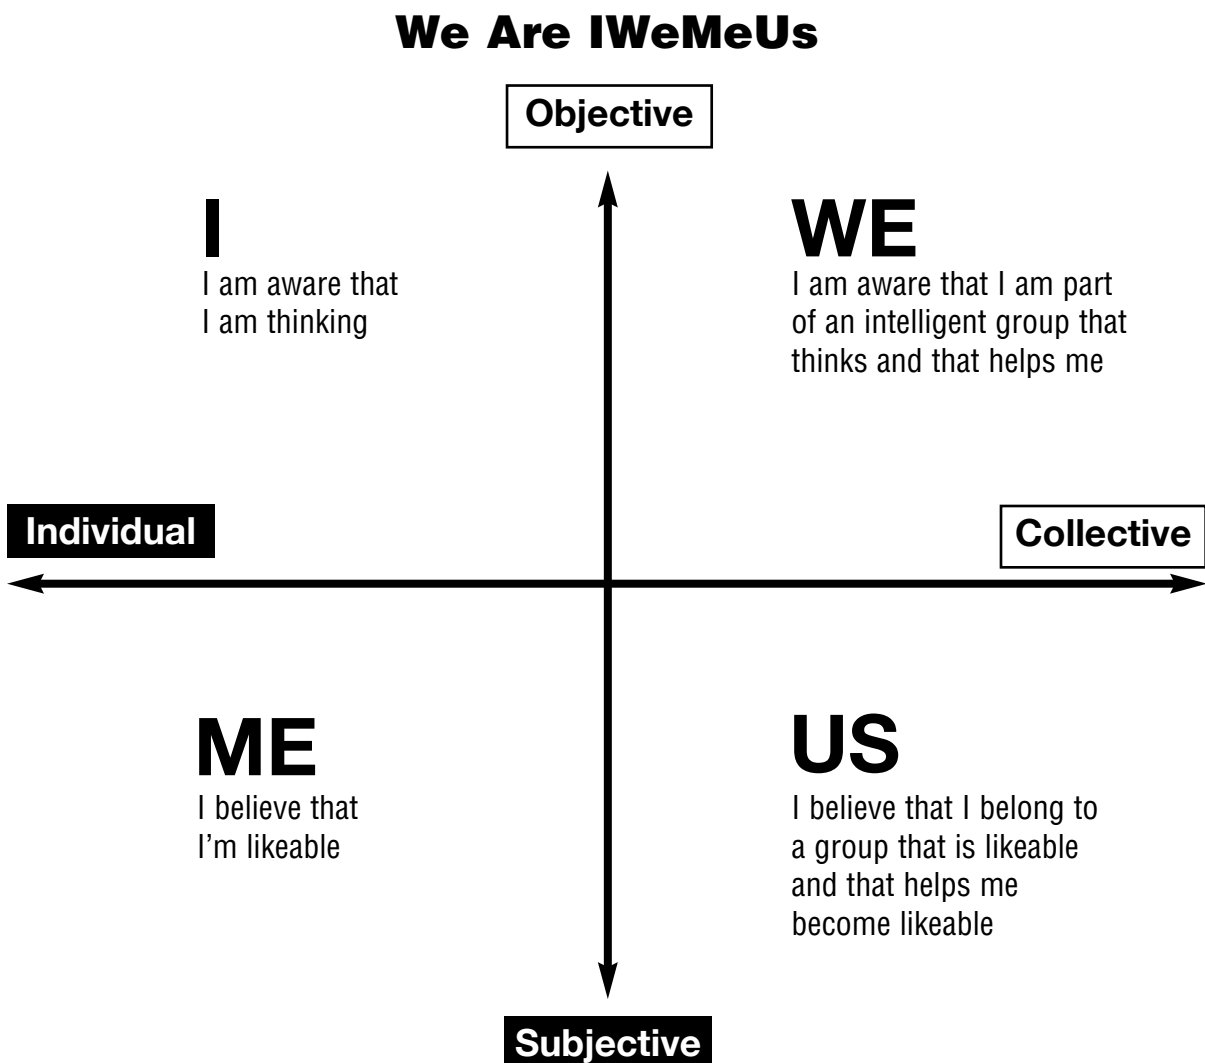 We Are IWeMeUs
Objective
I
I am aware that
I am thinking
WE
I am aware that I am part
of an intelligent group that
thinks and that helps me
Individual
Collective
ME
I believe that
I'm likeable
US
I believe that I belong to
a group that is likeable
and that helps me
become likeable
Subjective